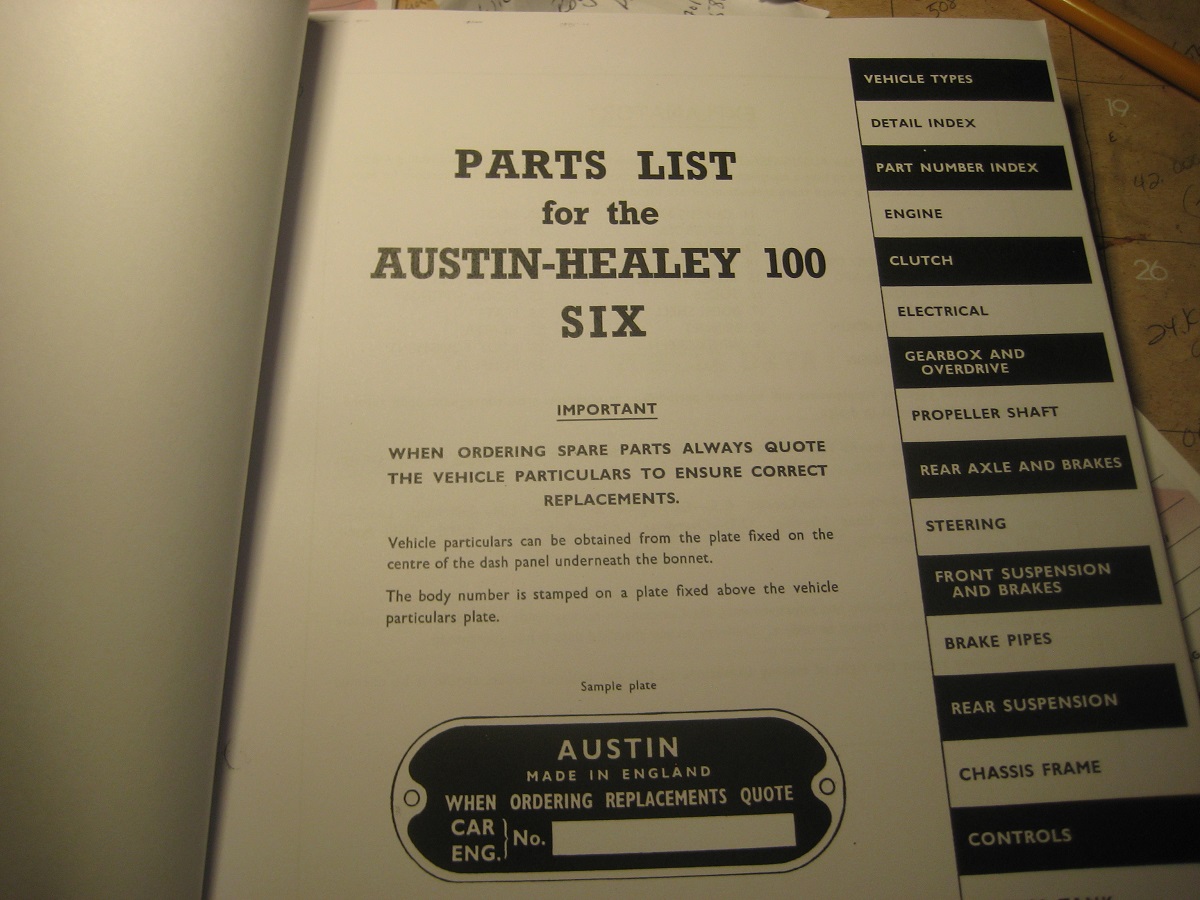 PARTS LIST
for the
AUSTIN-HEALEY 100
SIX
IMPORTANT
WHEN ORDERING SPARE PARTS ALWAYS QUOTE
THE VEHICLE PARTICULARS TO ENSURE CORRECT
REPLACEMENTS.
Vehicle particulars can be obtained from the plate fixed on the
centre of the dash panel underneath the bonnet.
The body number is stamped on a plate fixed above the vehicle
particulars plate.
Sample plate
AUSTIN
MADE IN ENGLAND
WHEN ORDERING REPLACEMENTS QUOTE
CAR
ENG.
No.
VEHICLE TYPES
DETAIL INDEX
PART NUMBER INDEX
ENGINE
CLUTCH
ELECTRICAL
GEARBOX AND
OVERDRIVE
PROPELLER SHAFT
REAR AXLE AND BRAKES
STEERING
FRONT SUSPENSION
AND BRAKES
BRAKE PIPES
REAR SUSPENSION
CHASSIS FRAME
CONTROLS
19.
42.
26.